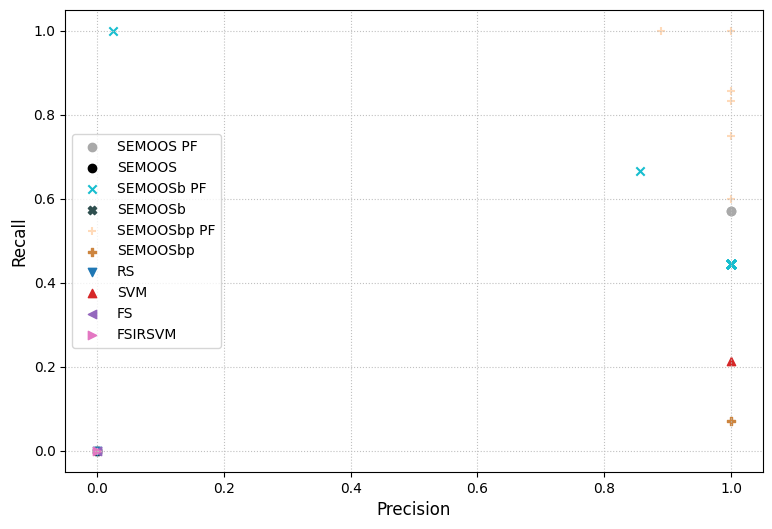 1.0
0.8
0.6
0.4
0.2
0.0
Recall
SEMOOS PF
SEMOOS
SEMOOSb PF
SEMOOSb
SEMOOSbp PF
SEMOOSbp
RS
SVM
FS
FSIRSVM
0.0 0.2 0.4 0.6 0.8 1.0
Precision